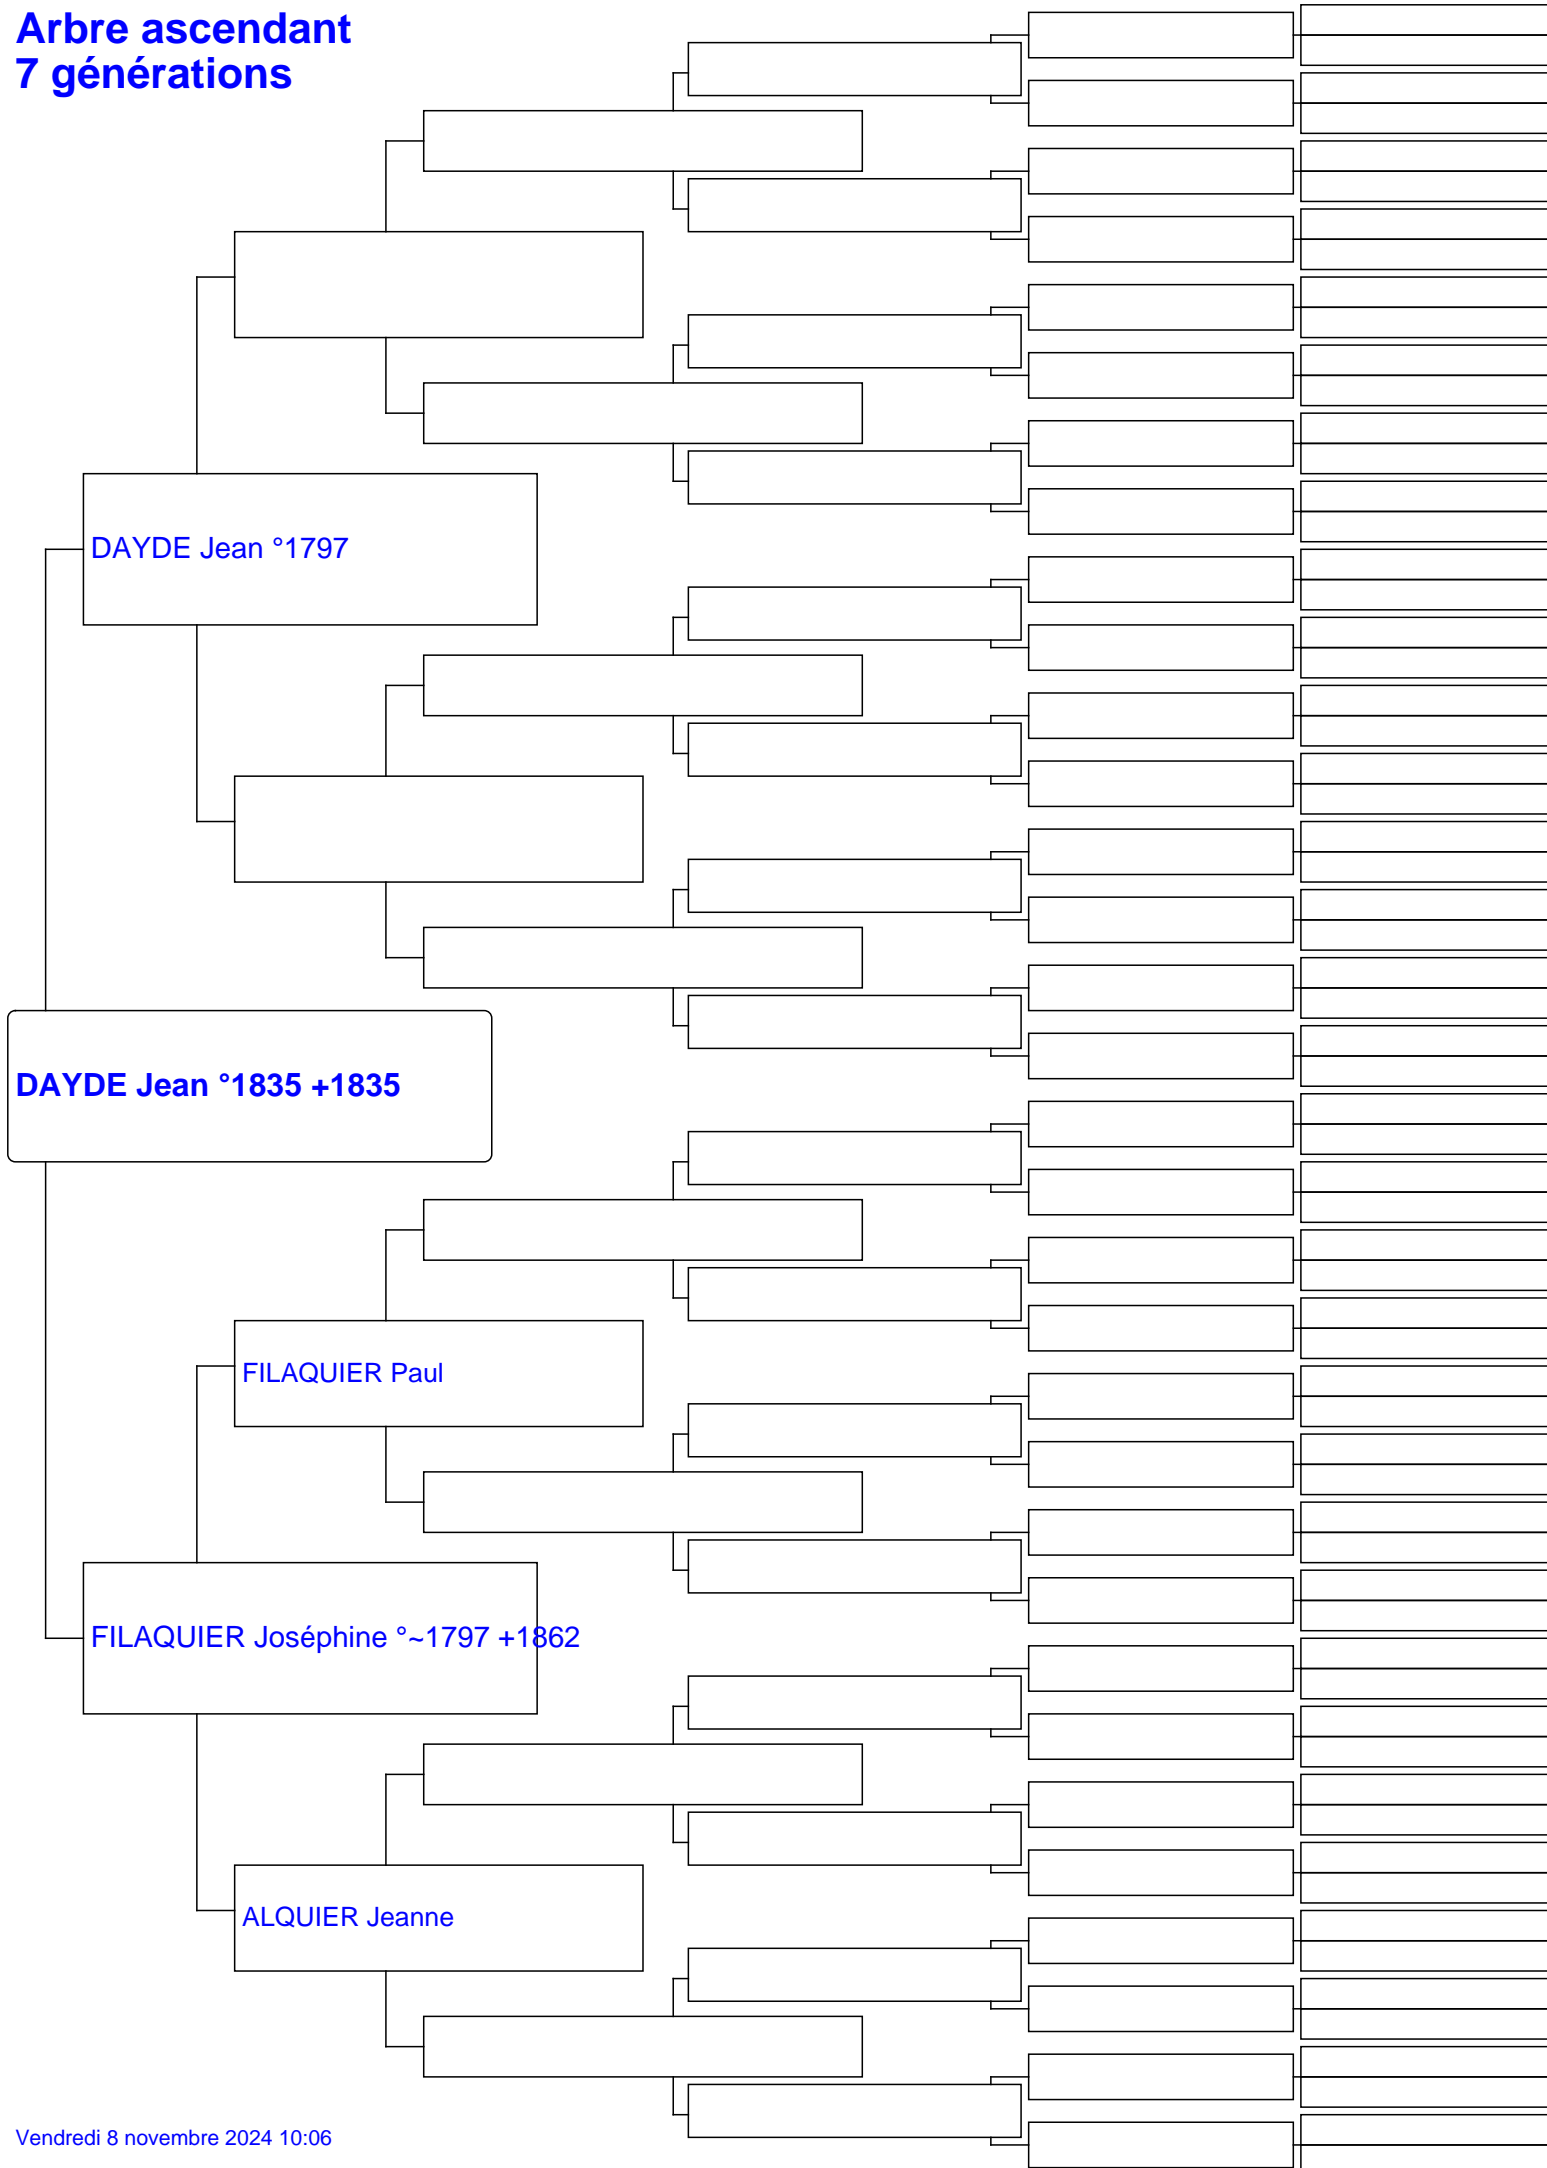 Arbre ascendant
7 générations
DAYDE Jean °1797
DAYDE Jean °1835 +1835
FILAQUIER Paul
FILAQUIER Joséphine °~1797 +1862
ALQUIER Jeanne
Vendredi 8 novembre 2024 10:06